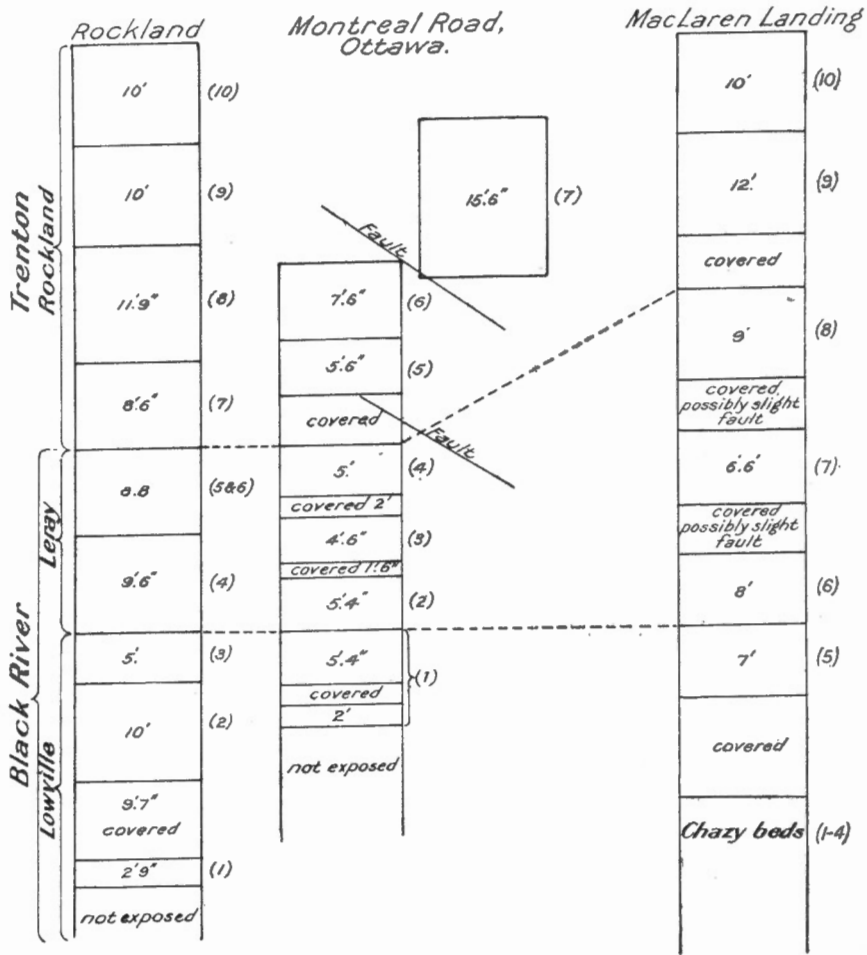 Rockland
10' (10)
10' (9)
11'.9" (8)
8'.6" (7)
8.8 (5&6)
9'.6" (4)
5'. (3)
10' (2)
9'.7"
covered
2'9" (1)
not exposed
Trenton
Rockland
Black River
Leray
Lowville
Montreal Road,
Ottawa.
15'.6" (7)
Fault
7'.6" (6)
5'.6" (5)
covered
Fault
5.' (4)
covered 2'
4'.6" (3)
covered 1'.6"
5'.4" (2)
5'.4"
(1)
covered
2'
not exposed
MacLaren Landing
10' (10)
12'. (9)
covered
9' (8)
covered
possibly slight
fault
6'.6' (7)
covered
possibly slight
fault
8' (6)
7' (5)
covered
Chazy beds (1-4)